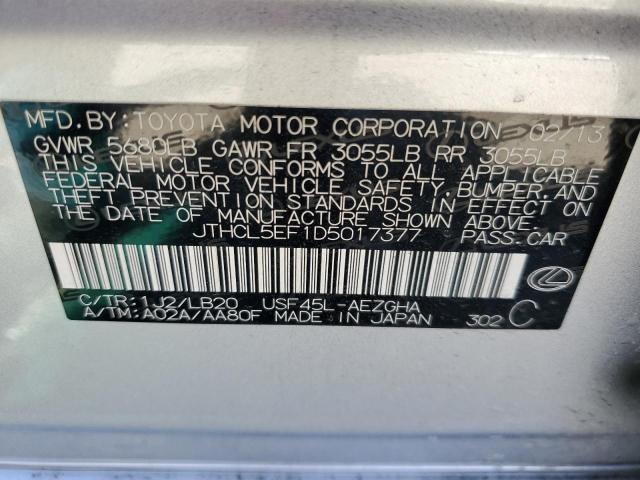 MFD. BY: TOYOTA MOTOR CORPORATION 02/13
GVWR 5680LB GAWR FR 3055LB RR 3055LB
THIS VEHICLE CONFORMS TO ALL APPLICABLE
FEDERAL MOTOR VEHICLE SAFETY, BUMPER, AND
THEFT PREVENTION STANDARDS IN EFFECT ON
THE DATE OF MANUFACTURE SHOWN ABOVE.
JTHCL5EF1D5017377 PASS. CAR
C/TR: 1J2/LB20 USF45L-AEZGHA
A/TM: A02A/AA80F MADE IN JAPAN 302 C